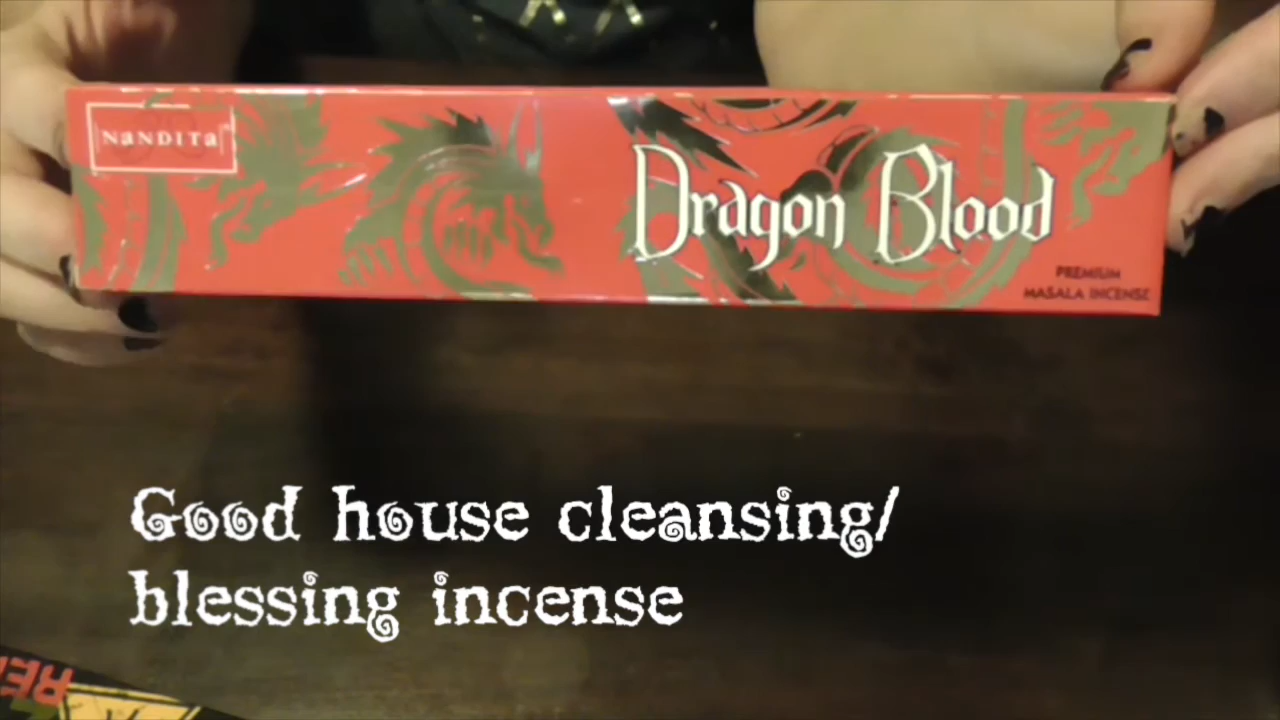 NaNDITa
Dragon Blood
PREMIUM
MASALA INCENSE
Good house cleansing/
blessing incense